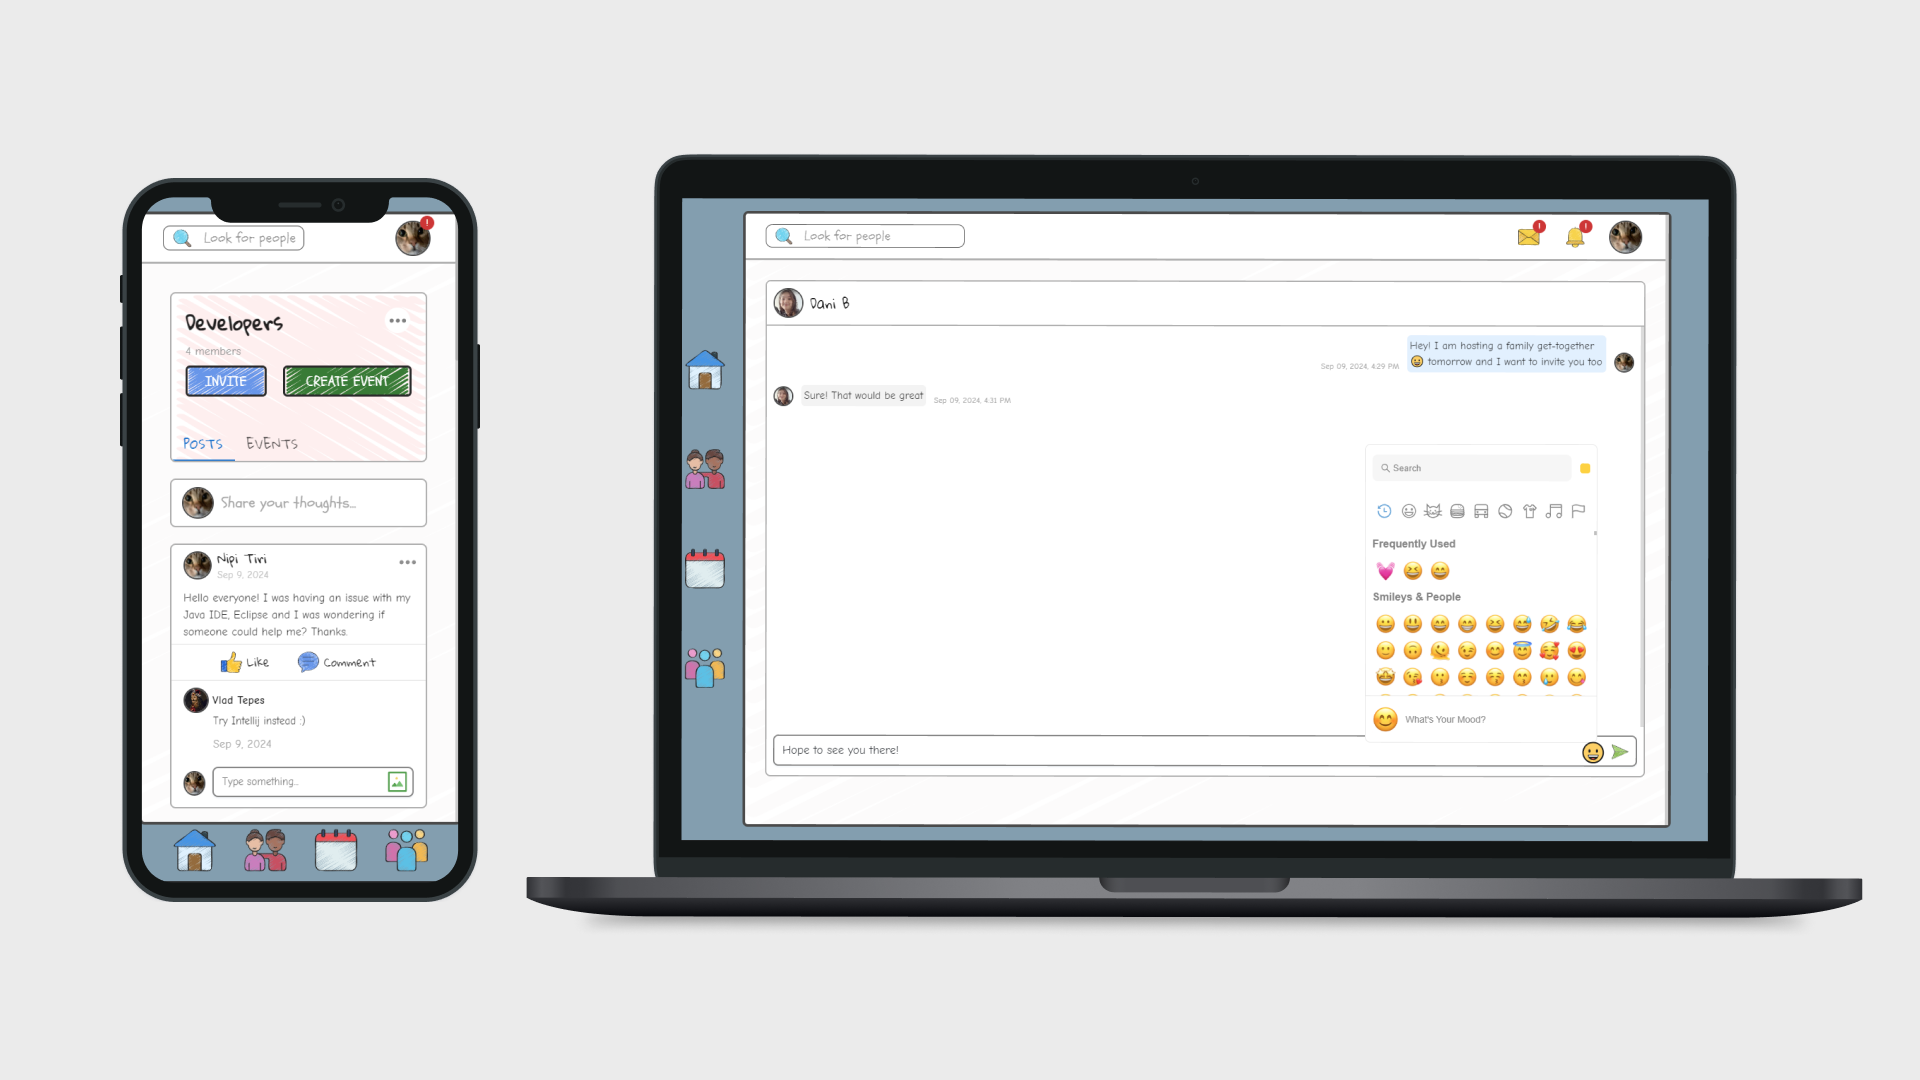 Look for people
Developers
4 members
INVITE
CREATE EVENT
POSTS
EVENTS
Share your thoughts...
Nipi Tiri
Sep 9, 2024
Hello everyone! I was having an issue with my
Java IDE, Eclipse and I was wondering if
someone could help me? Thanks.
Like
Comment
Vlad Tepes
Try Intellij instead :)
Sep 9, 2024
Type something...
Look for people
Dani B
Hey! I am hosting a family get-together
😀 tomorrow and I want to invite you too
Sep 09, 2024, 4:29 PM
Sure! That would be great
Sep 09, 2024, 4:31 PM
Search
Frequently Used
Smileys & People
What's Your Mood?
Hope to see you there!